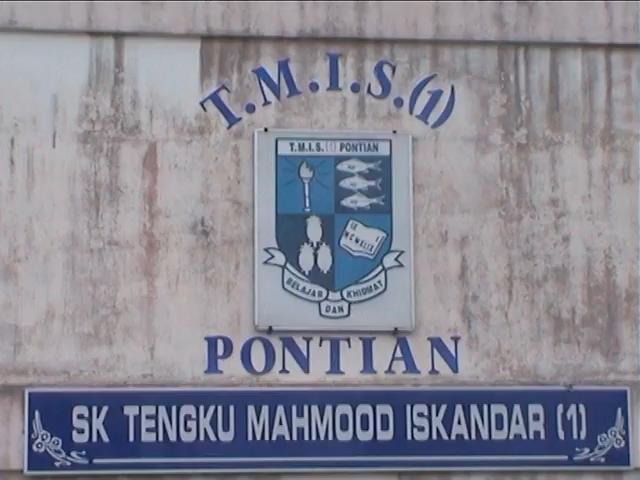 T.M.I.S.(1)
T.M.I.S.(1) PONTIAN
BELAJAR DAN KHIDMAT
PONTIAN
SK TENGKU MAHMOOD ISKANDAR (1)